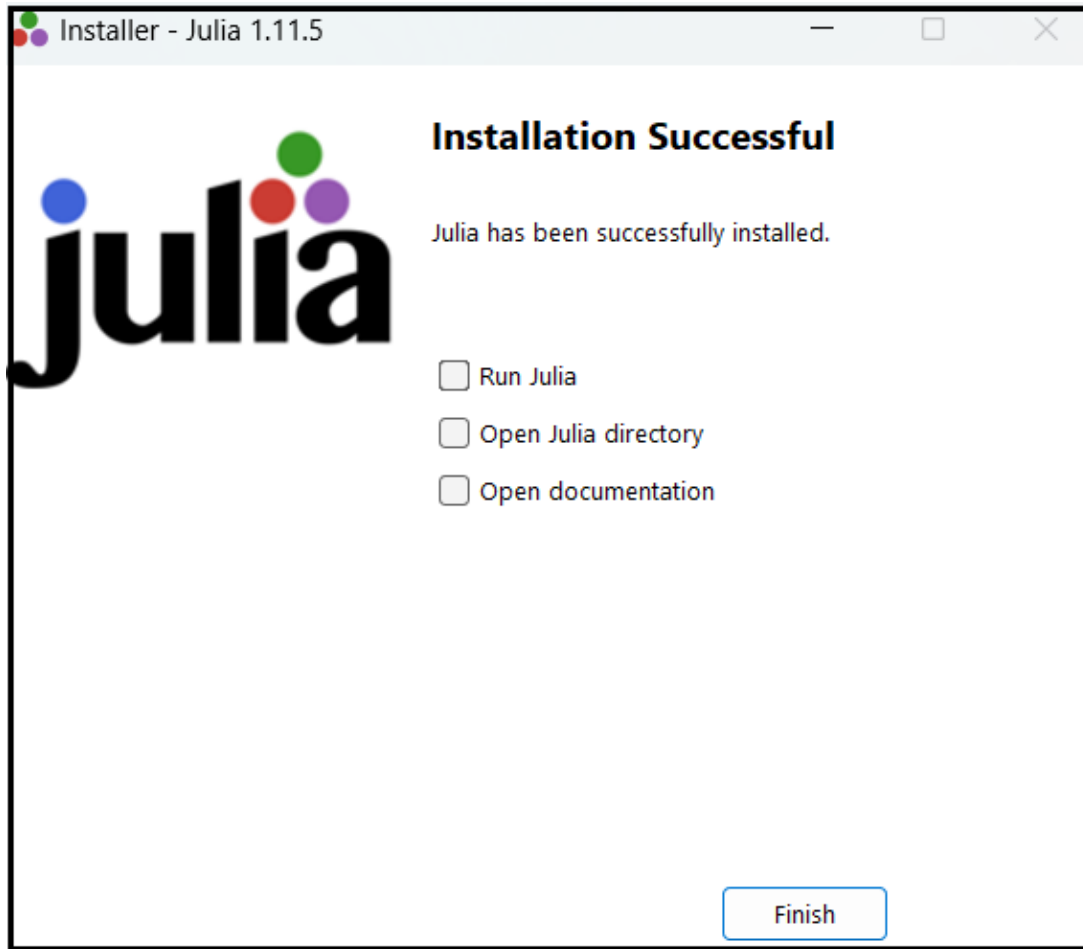 Installer - Julia 1.11.5
Installation Successful
julia
Julia has been successfully installed.
Run Julia
Open Julia directory
Open documentation
Finish